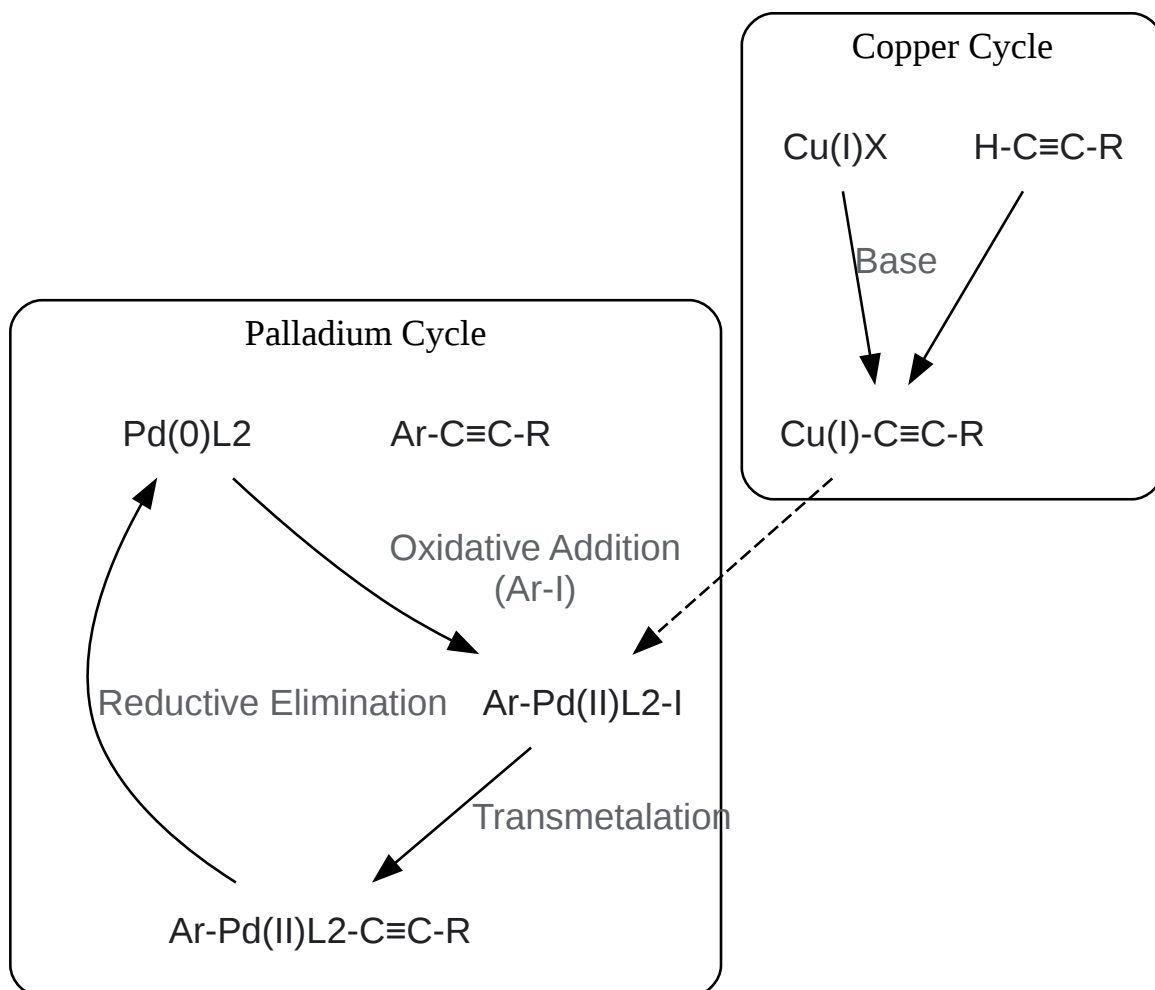 Copper Cycle
Cu(I)X
H-C≡C-R
Base
Cu(I)-C≡C-R
Palladium Cycle
Pd(0)L2
Ar-C≡C-R
Oxidative Addition
(Ar-I)
Reductive Elimination
Ar-Pd(II)L2-I
Transmetalation
Ar-Pd(II)L2-C≡C-R